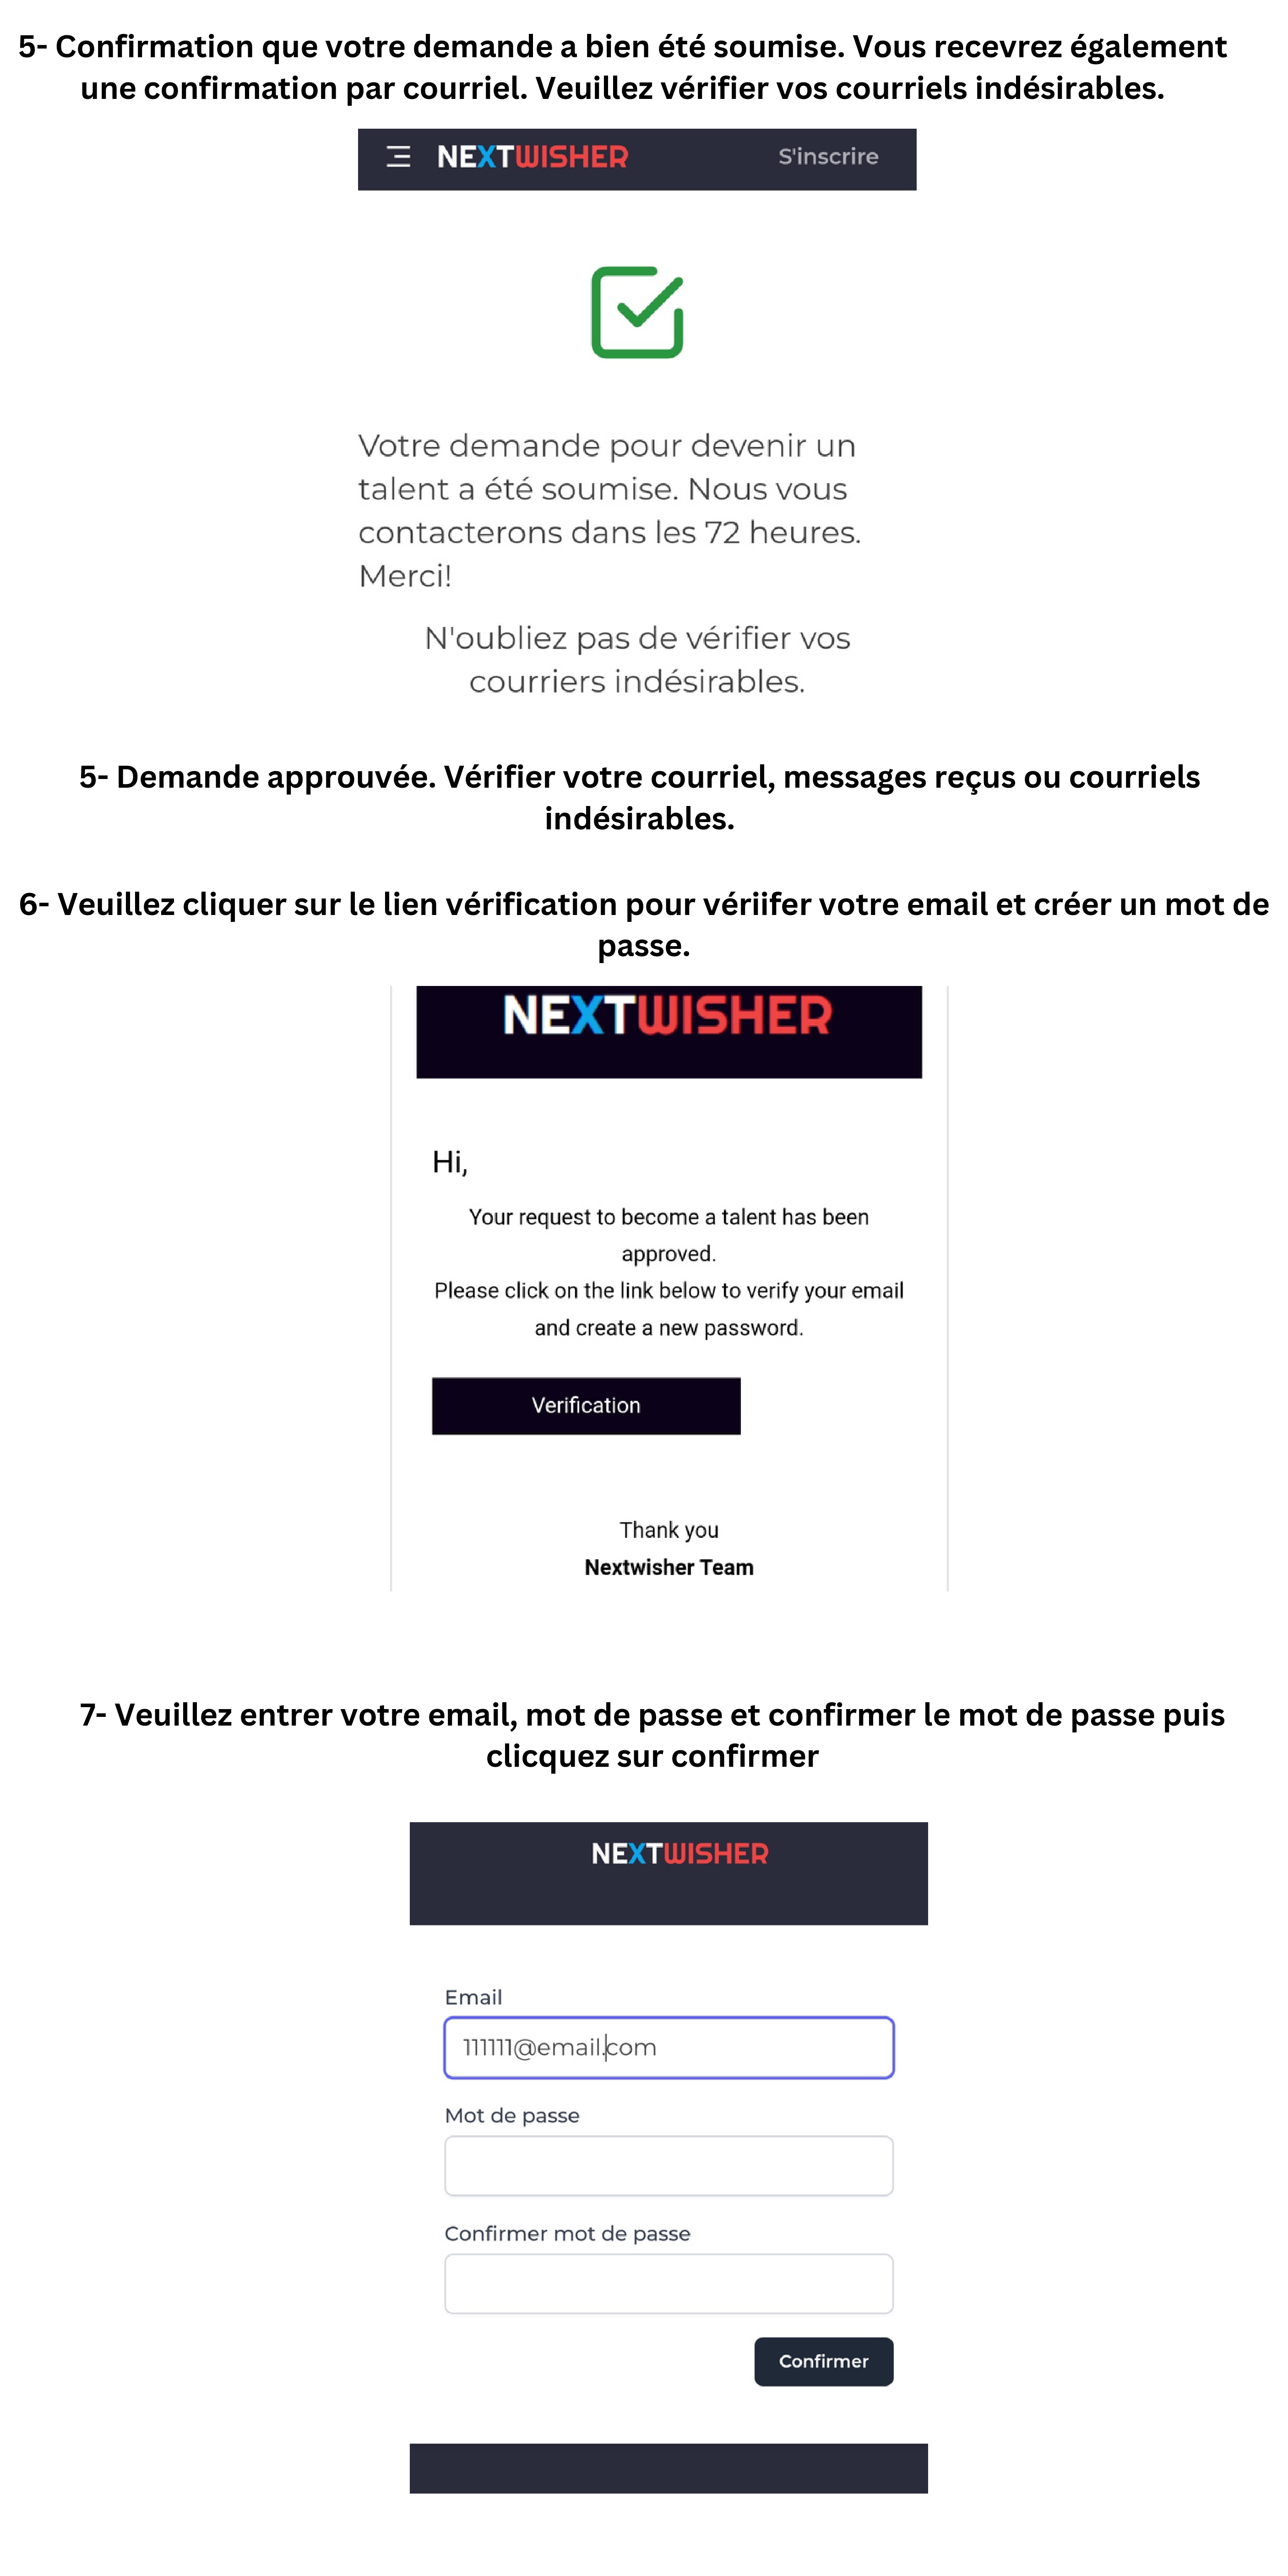 5- Confirmation que votre demande a bien été soumise. Vous recevrez également
une confirmation par courriel. Veuillez vérifier vos courriels indésirables.
NEXTWISHER S'inscrire
Votre demande pour devenir un
talent a été soumise. Nous vous
contacterons dans les 72 heures.
Merci!
N'oubliez pas de vérifier vos
courriers indésirables.
5- Demande approuvée. Vérifier votre courriel, messages reçus ou courriels
indésirables.
6- Veuillez cliquer sur le lien vérification pour vériifer votre email et créer un mot de
passe.
NEXTWISHER
Hi,
Your request to become a talent has been
approved.
Please click on the link below to verify your email
and create a new password.
Verification
Thank you
Nextwisher Team
7- Veuillez entrer votre email, mot de passe et confirmer le mot de passe puis
clicquez sur confirmer
NEXTWISHER
Email
111111@email.com
Mot de passe
Confirmer mot de passe
Confirmer